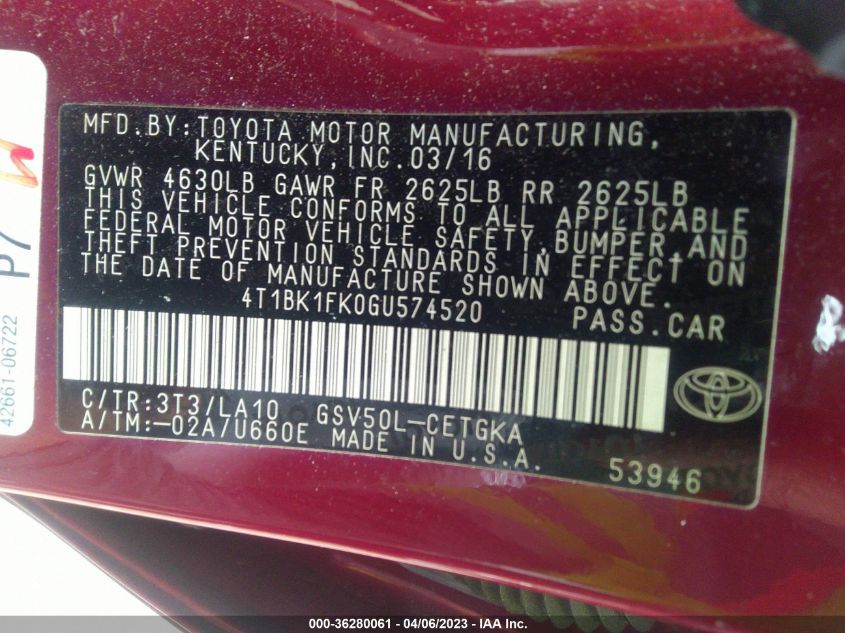 MFD.BY:TOYOTA MOTOR MANUFACTURING,
KENTUCKY,INC.03/16
GVWR 4630LB GAWR FR 2625LB RR 2625LB
THIS VEHICLE CONFORMS TO ALL APPLICABLE
FEDERAL MOTOR VEHICLE SAFETY,BUMPER,AND
THEFT PREVENTION STANDARDS IN EFFECT ON
THE DATE OF MANUFACTURE SHOWN ABOVE.
4T1BK1FK0GU574520 PASS.CAR
C/TR:3T3/LA10 GSV50L-CETGKA
A/TM:-02A/U660E MADE IN U.S.A.
53946
P7
42661-06722
000-36280061 - 04/06/2023 - IAA Inc.